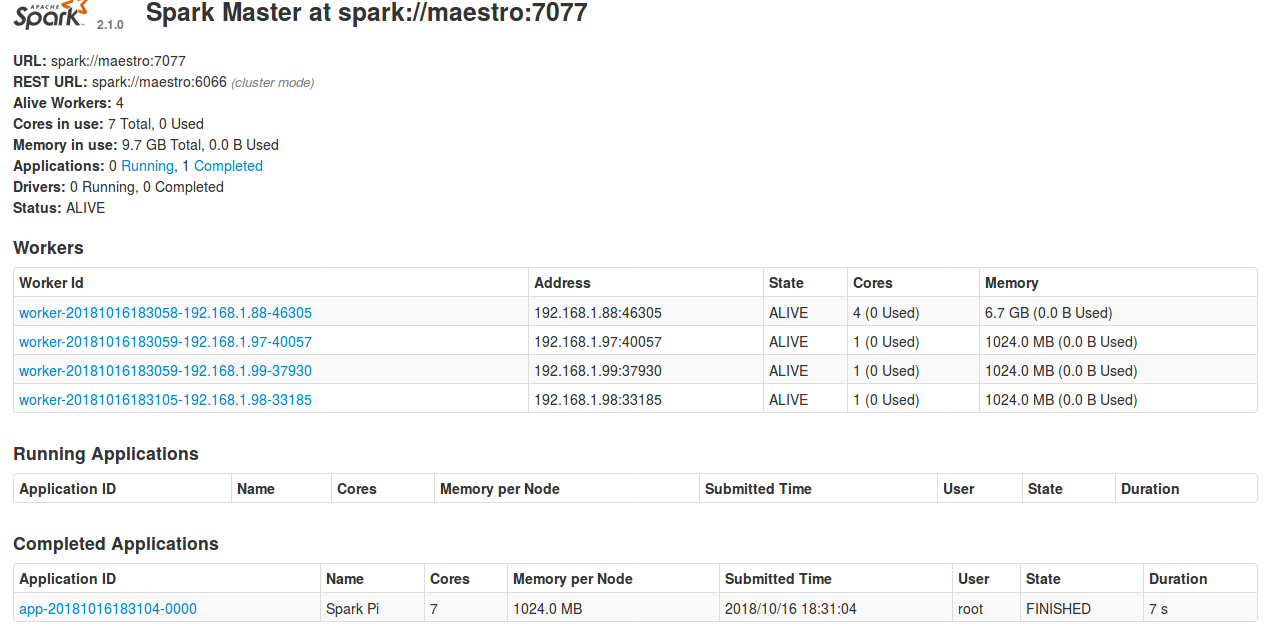 APACHE Spark 2.1.0 Spark Master at spark://maestro:7077
URL: spark://maestro:7077
REST URL: spark://maestro:6066 (cluster mode)
Alive Workers: 4
Cores in use: 7 Total, 0 Used
Memory in use: 9.7 GB Total, 0.0 B Used
Applications: 0 Running, 1 Completed
Drivers: 0 Running, 0 Completed
Status: ALIVE
Workers
Worker Id Address State Cores Memory
worker-20181016183058-192.168.1.88-46305 192.168.1.88:46305 ALIVE 4 (0 Used) 6.7 GB (0.0 B Used)
worker-20181016183059-192.168.1.97-40057 192.168.1.97:40057 ALIVE 1 (0 Used) 1024.0 MB (0.0 B Used)
worker-20181016183059-192.168.1.99-37930 192.168.1.99:37930 ALIVE 1 (0 Used) 1024.0 MB (0.0 B Used)
worker-20181016183105-192.168.1.98-33185 192.168.1.98:33185 ALIVE 1 (0 Used) 1024.0 MB (0.0 B Used)
Running Applications
Application ID Name Cores Memory per Node Submitted Time User State Duration
Completed Applications
Application ID Name Cores Memory per Node Submitted Time User State Duration
app-20181016183104-0000 Spark Pi 7 1024.0 MB 2018/10/16 18:31:04 root FINISHED 7 s